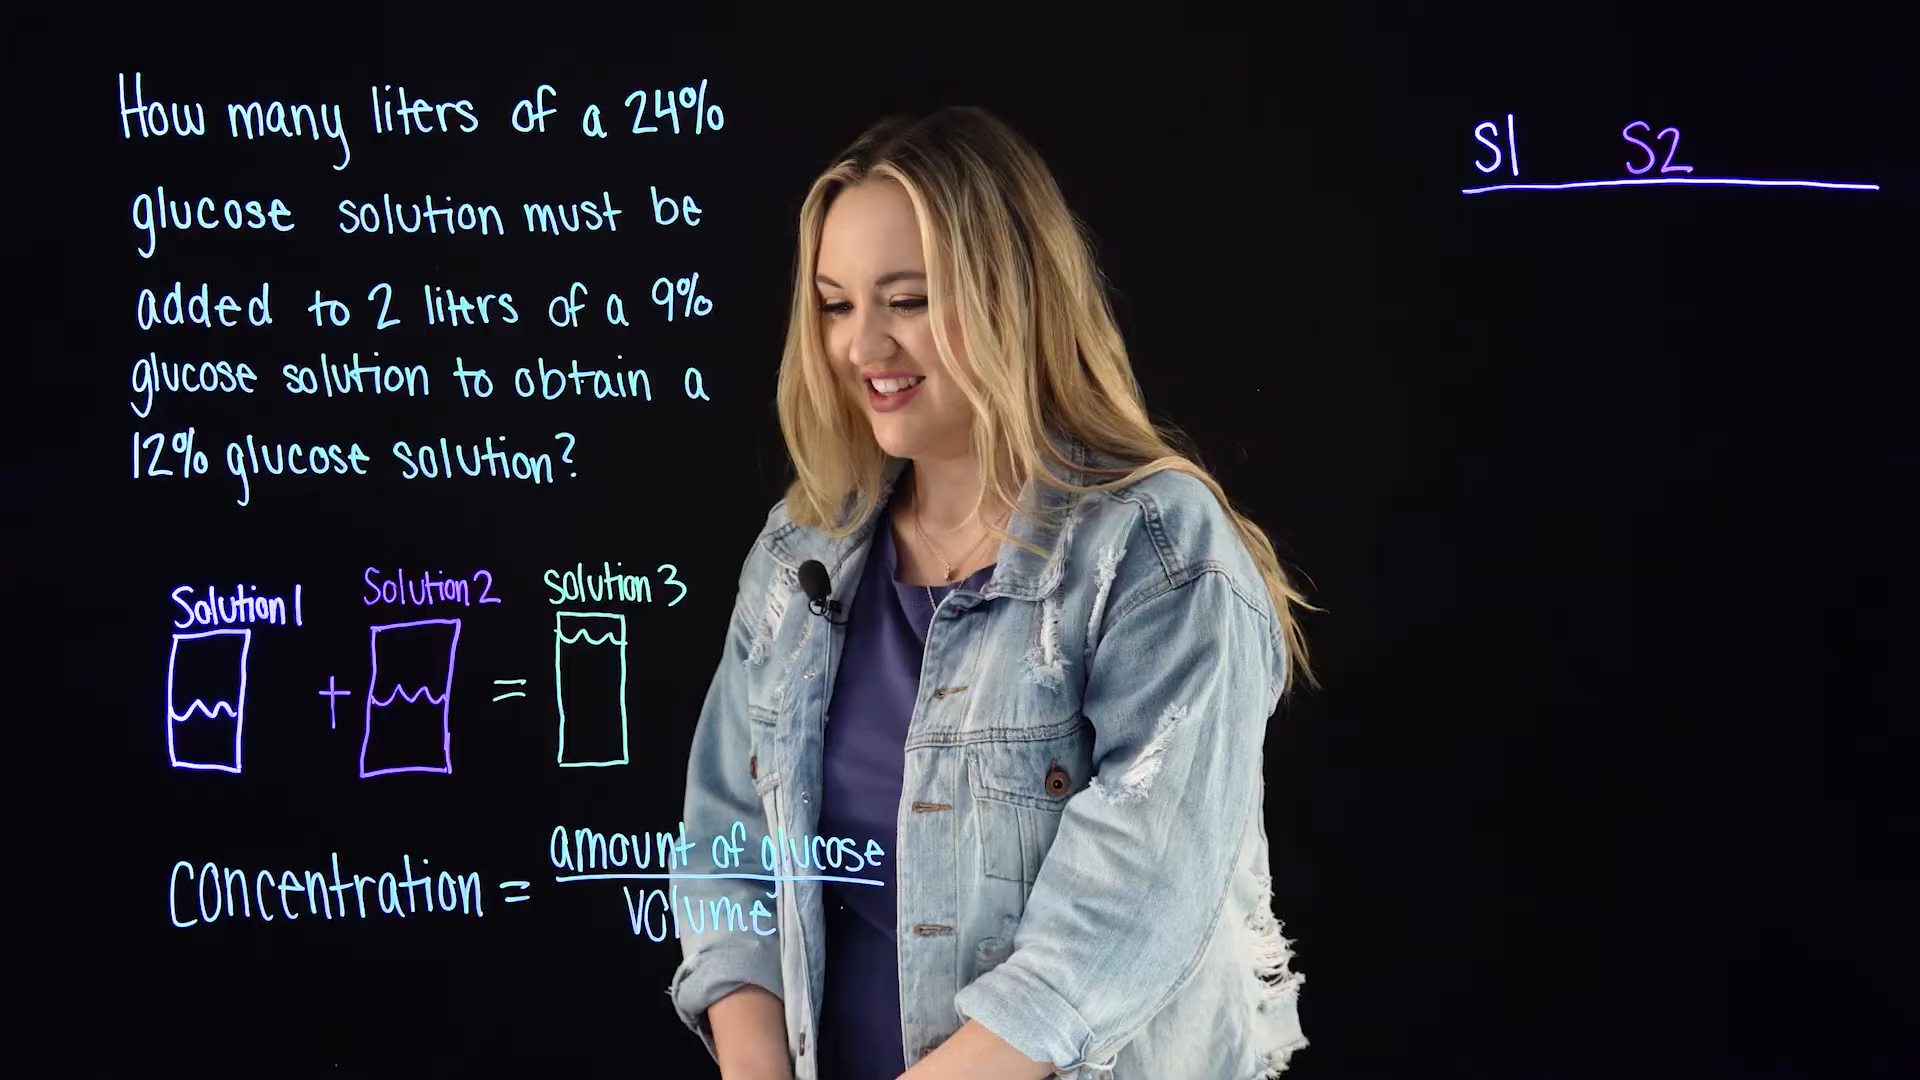 How many liters of a 24%
glucose solution must be
added to 2 liters of a 9%
glucose solution to obtain a
12% glucose solution?
Solution 1 Solution 2 solution 3
+ =
concentration = amount of glucose
volume
S1 S2